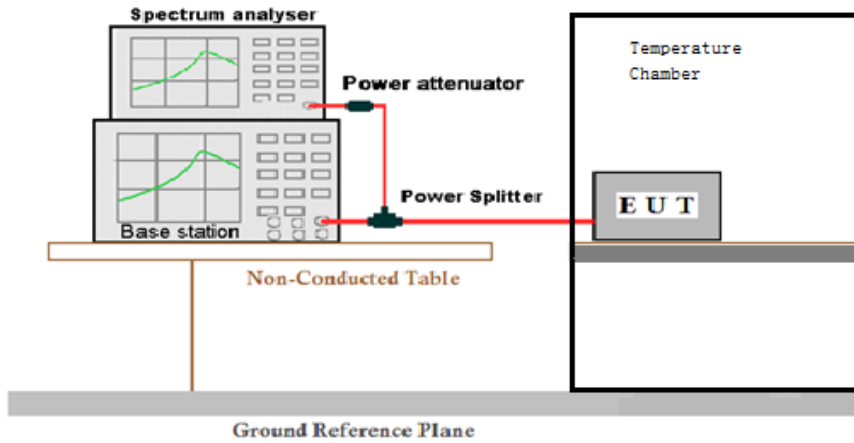 Spectrum analyser
Temperature
Chamber
Power attenuator
Power Splitter
E U T
Base station
Non-Conducted Table
Ground Reference Plane